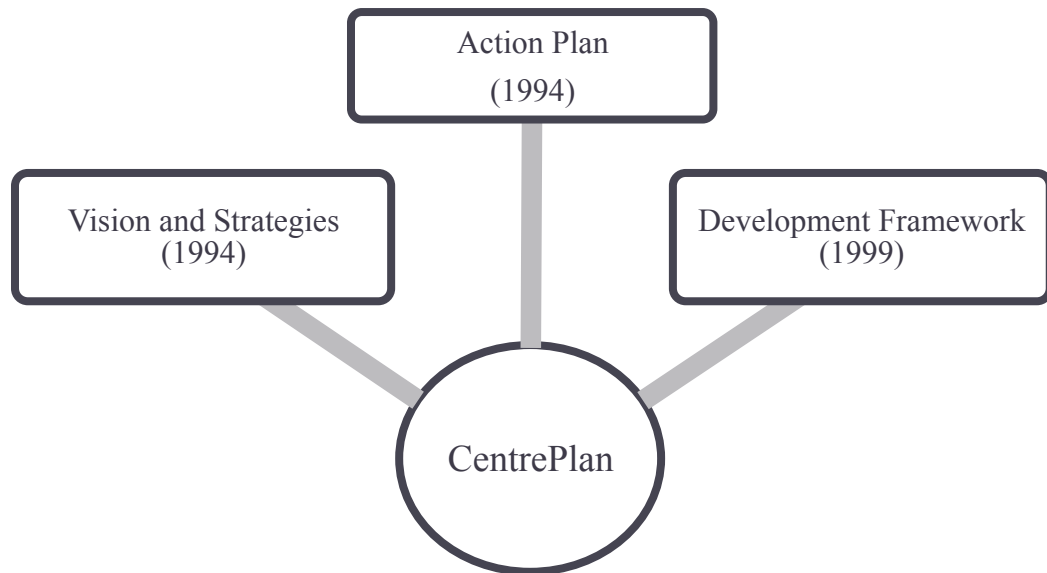 Action Plan
(1994)
Vision and Strategies
(1994)
Development Framework
(1999)
CentrePlan